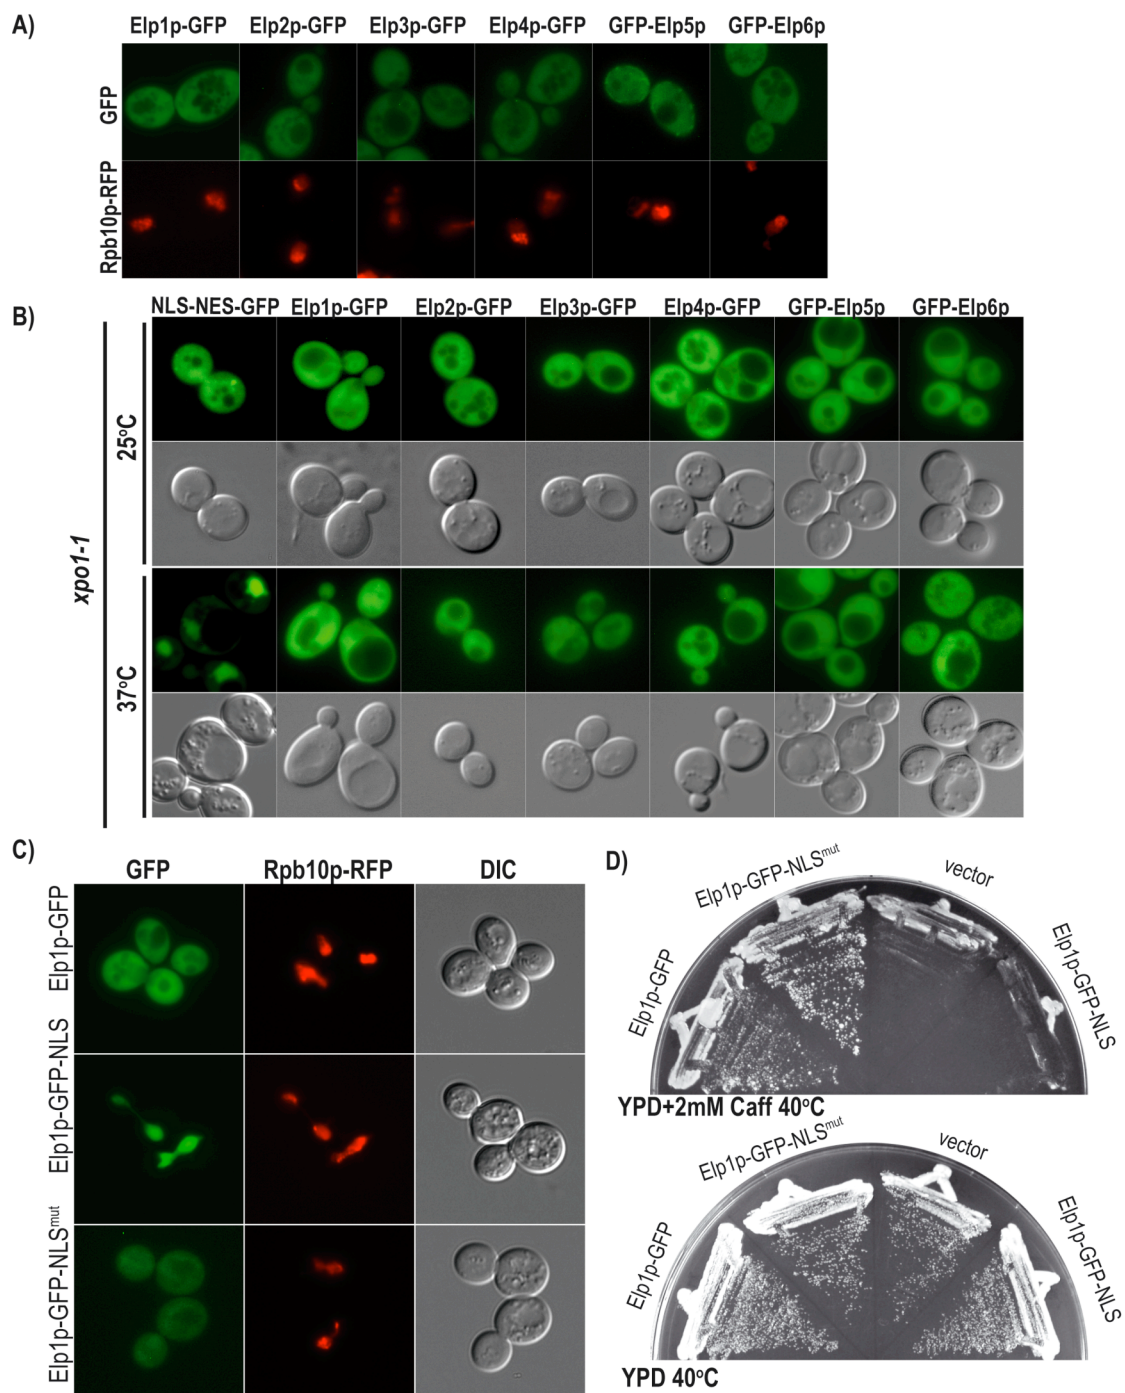 A)
Elp1p-GFP Elp2p-GFP Elp3p-GFP Elp4p-GFP GFP-Elp5p GFP-Elp6p
GFP
Rpb10p-RFP
B)
NLS-NES-GFP Elp1p-GFP Elp2p-GFP Elp3p-GFP Elp4p-GFP GFP-Elp5p GFP-Elp6p
xpo1-1
25°C
37°C
C)
GFP Rpb10p-RFP DIC
Elp1p-GFP
Elp1p-GFP-NLS
Elp1p-GFP-NLSmut
D)
Elp1p-GFP
Elp1p-GFP-NLSmut
vector
Elp1p-GFP-NLS
YPD+2mM Caff 40°C
Elp1p-GFP
Elp1p-GFP-NLSmut
vector
Elp1p-GFP-NLS
YPD 40°C